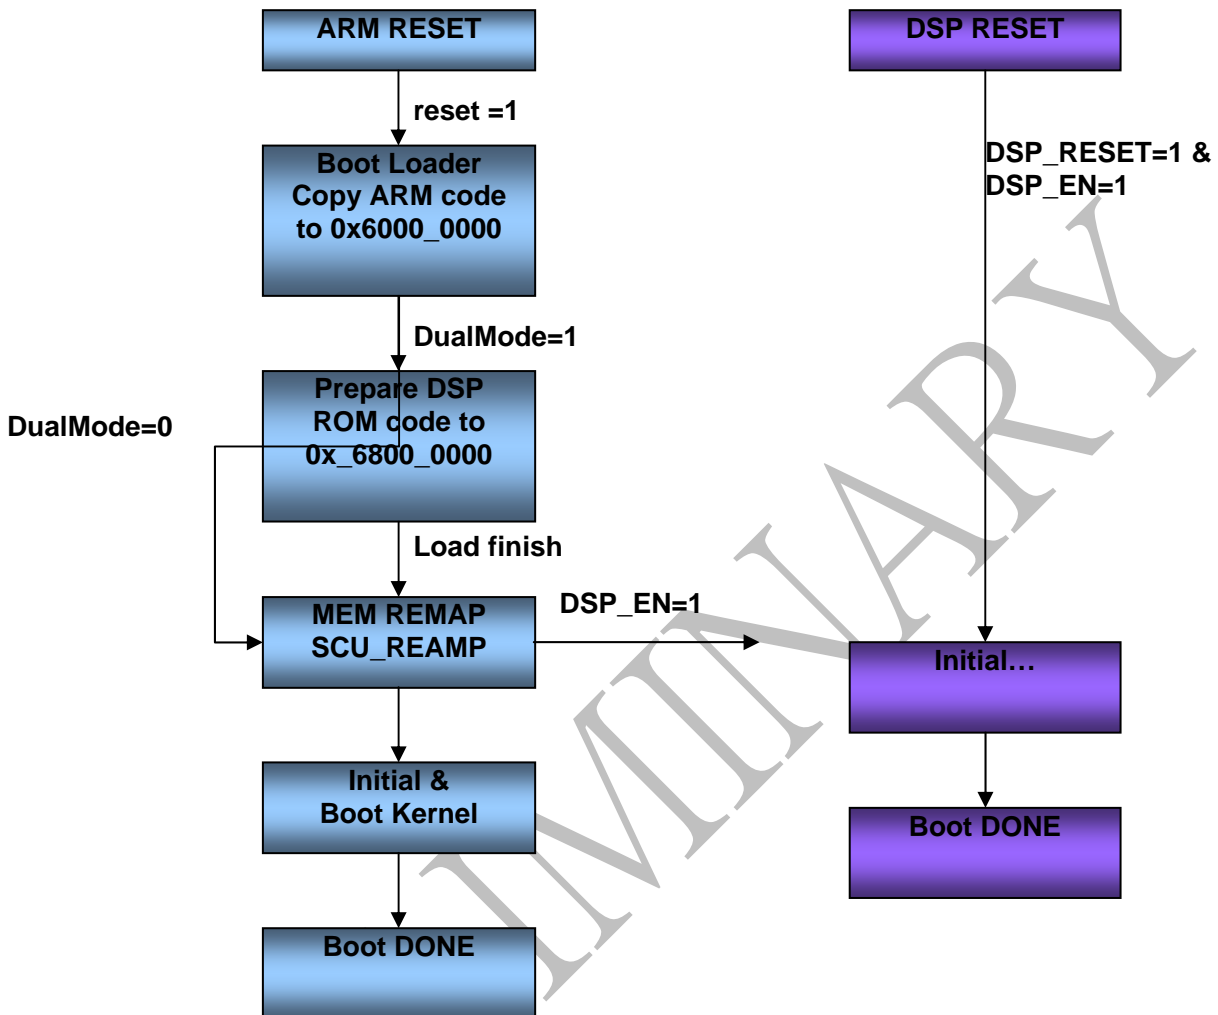 ARM RESET
reset =1
Boot Loader
Copy ARM code
to 0x6000_0000
DualMode=1
Prepare DSP
ROM code to
0x_6800_0000
DualMode=0
Load finish
MEM REMAP
SCU_REAMP
DSP_EN=1
Initial &
Boot Kernel
Boot DONE
DSP RESET
DSP_RESET=1 &
DSP_EN=1
Initial…
Boot DONE
IMINARY